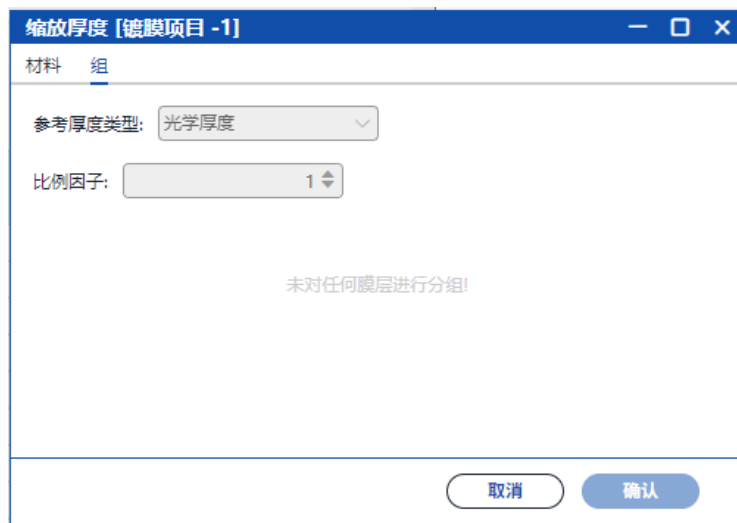 缩放厚度 [镀膜项目 -1]
材料 组
参考厚度类型: 光学厚度
比例因子: 1
未对任何膜层进行分组!
取消 确认